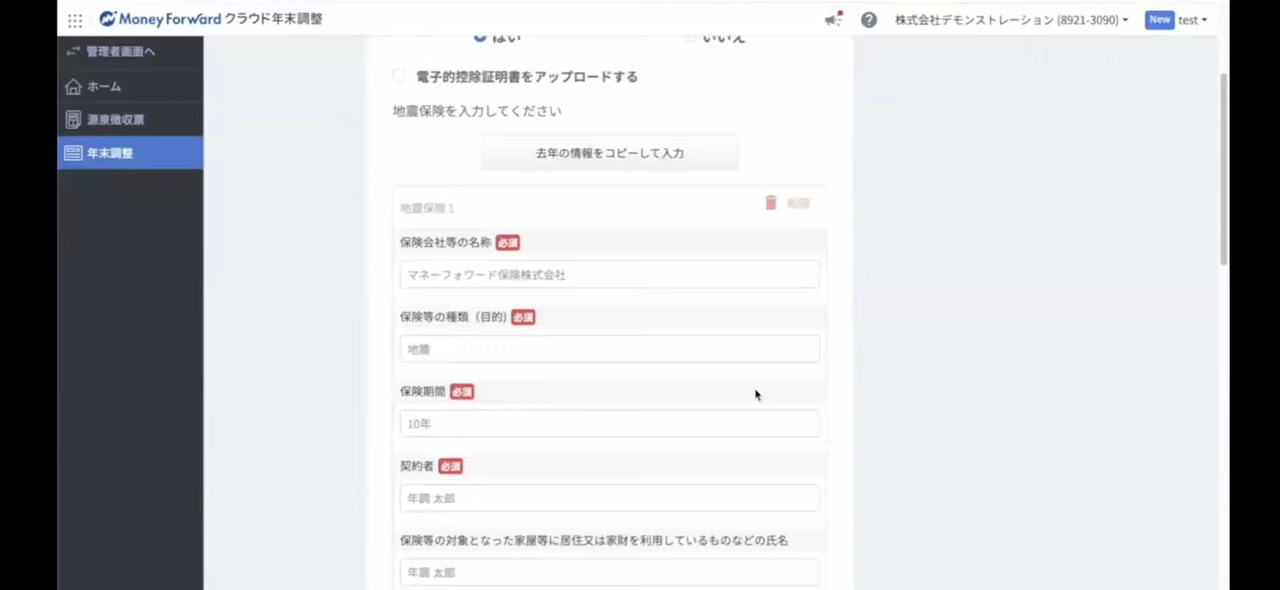 MoneyForward クラウド年末調整
株式会社デモンストレーション (8921-3090)
New test
管理者画面へ
ホーム
源泉徴収票
年末調整
はい
いいえ
電子的控除証明書をアップロードする
地震保険を入力してください
去年の情報をコピーして入力
地震保険 1
削除
保険会社等の名称 必須
マネーフォワード保険株式会社
保険等の種類（目的) 必須
地震
保険期間 必須
10年
契約者 必須
年調 太郎
保険等の対象となった家屋等に居住又は家財を利用しているものなどの氏名
年調 太郎